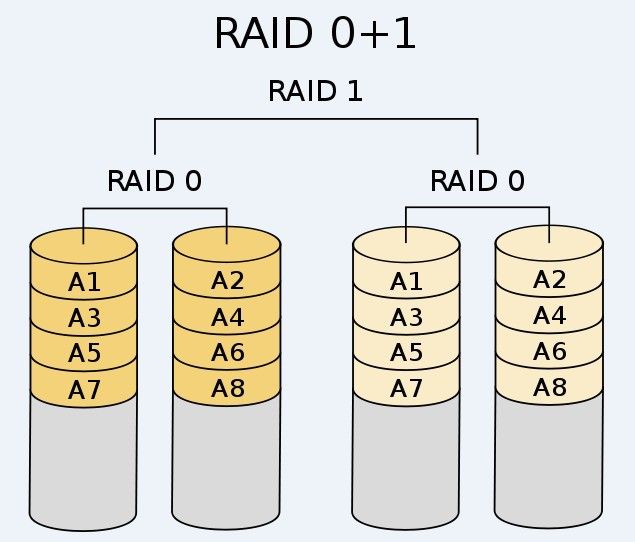 RAID 0+1
RAID 1
RAID 0 RAID 0
A1 A2 A1 A2
A3 A4 A3 A4
A5 A6 A5 A6
A7 A8 A7 A8